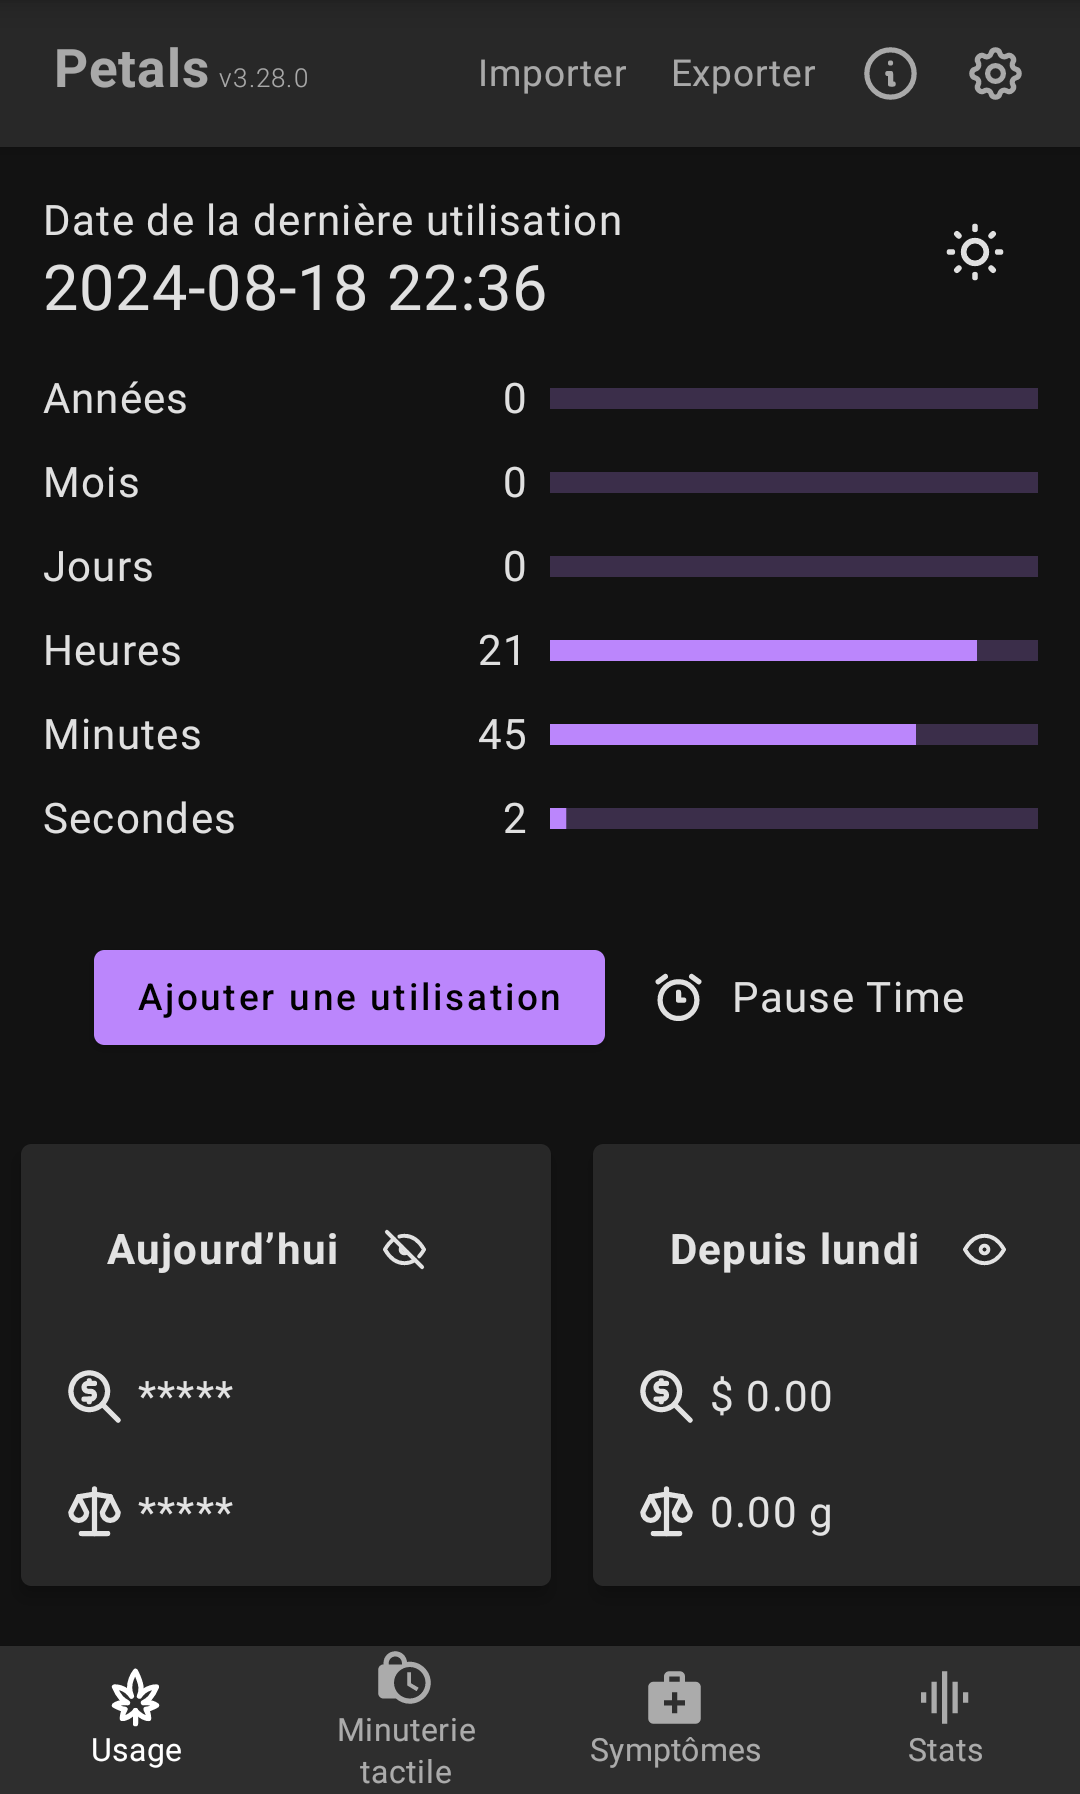 Petals v3.28.0 Importer Exporter
Date de la dernière utilisation
2024-08-18 22:36
Années 0
Mois 0
Jours 0
Heures 21
Minutes 45
Secondes 2
Ajouter une utilisation Pause Time
Aujourd’hui
*****
*****
Depuis lundi
$ 0.00
0.00 g
Usage
Minuterie
tactile
Symptômes
Stats